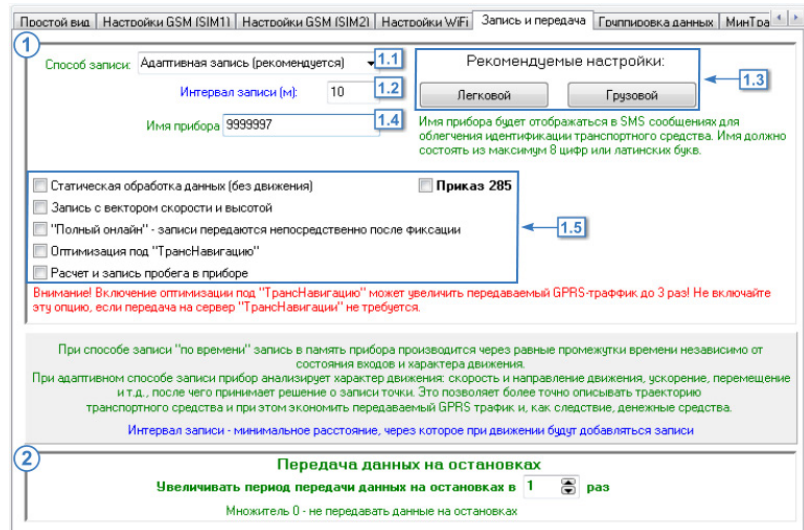 Простой вид Настройки GSM (SIM1) Настройки GSM (SIM2) Настройки WiFi Запись и передача Группировка данных МинТра
1
Способ записи: Адаптивная запись (рекомендуется) 1.1
Рекомендуемые настройки:
1.3
Интервал записи (м): 10 1.2
Легковой Грузовой
Имя прибора 9999997 1.4
Имя прибора будет отображаться в SMS сообщениях для
облегчения идентификации транспортного средства. Имя должно
состоять из максимум 8 цифр или латинских букв.
Статическая обработка данных (без движения) Приказ 285
Запись с вектором скорости и высотой
"Полный онлайн" - записи передаются непосредственно после фиксации 1.5
Оптимизация под "ТрансНавигацию"
Расчет и запись пробега в приборе
Внимание! Включение оптимизации под "ТрансНавигацию" может увеличить передаваемый GPRS-траффик до 3 раз! Не включайте
эту опцию, если передача на сервер "ТрансНавигации" не требуется.
При способе записи "по времени" запись в память прибора производится через равные промежутки времени независимо от
состояния входов и характера движения.
При адаптивном способе записи прибор анализирует характер движения: скорость и направление движения, ускорение, перемещение
и т.д., после чего принимает решение о записи точки. Это позволяет более точно описывать траекторию
транспортного средства и при этом экономить передаваемый GPRS трафик и, как следствие, денежные средства.
Интервал записи - минимальное расстояние, через которое при движении будут добавляться записи
2
Передача данных на остановках
Увеличивать период передачи данных на остановках в 1 раз
Множитель 0 - не передавать данные на остановках